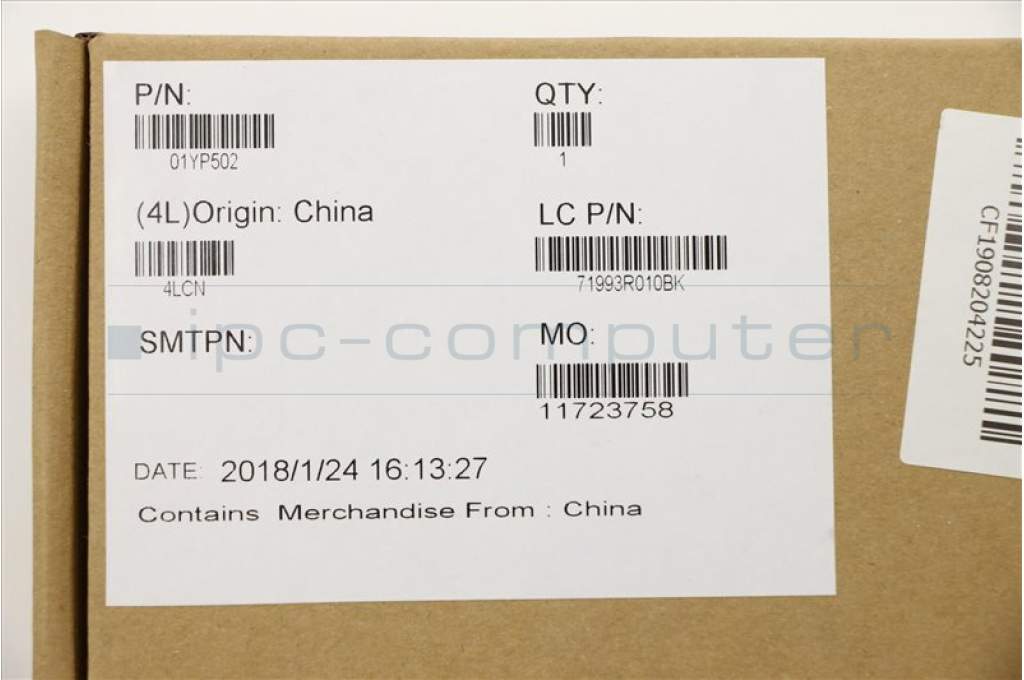 P/N:
01YP502
QTY:
1
(4L)Origin: China
4LCN
LC P/N:
71993R010BK
SMTPN:
MO:
11723758
ipc-computer
DATE: 2018/1/24 16:13:27
Contains Merchandise From : China
CF1908204225